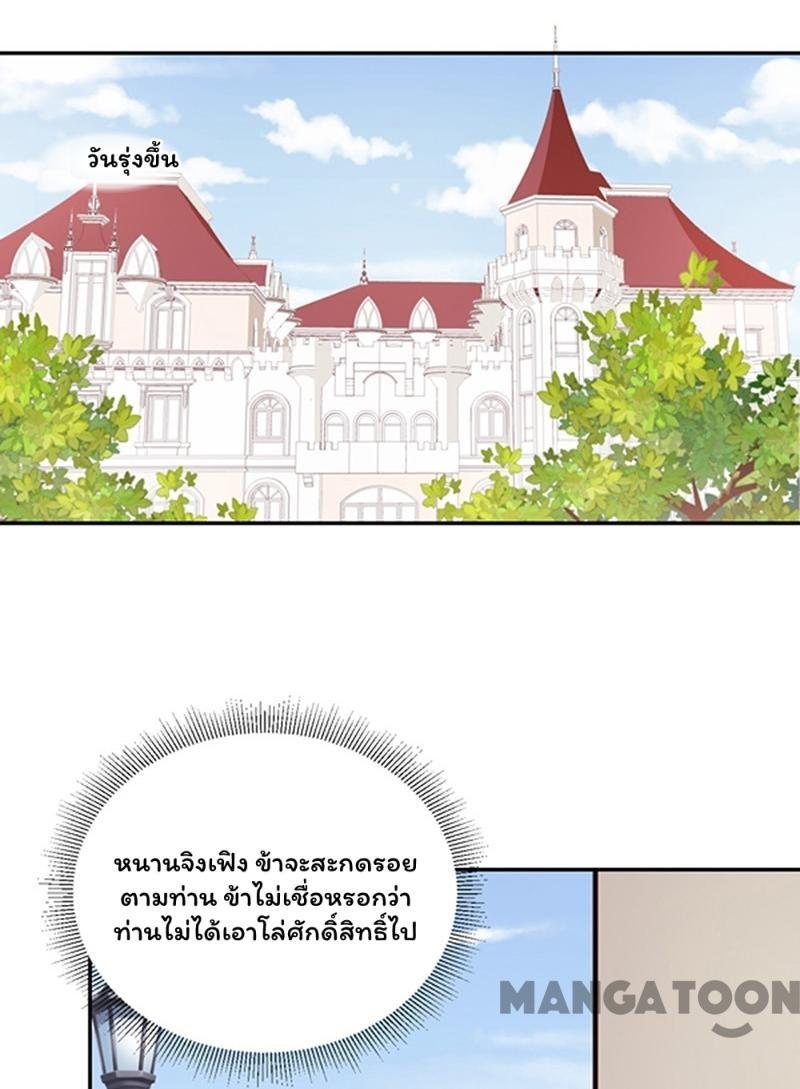 วันรุ่งขึ้น
หนานจิงเฟิง ข้าจะสะกดรอย
ตามท่าน ข้าไม่เชื่อหรอกว่า
ท่านไม่ได้เอาโล่ศักดิ์สิทธิ์ไป
MANGATOON